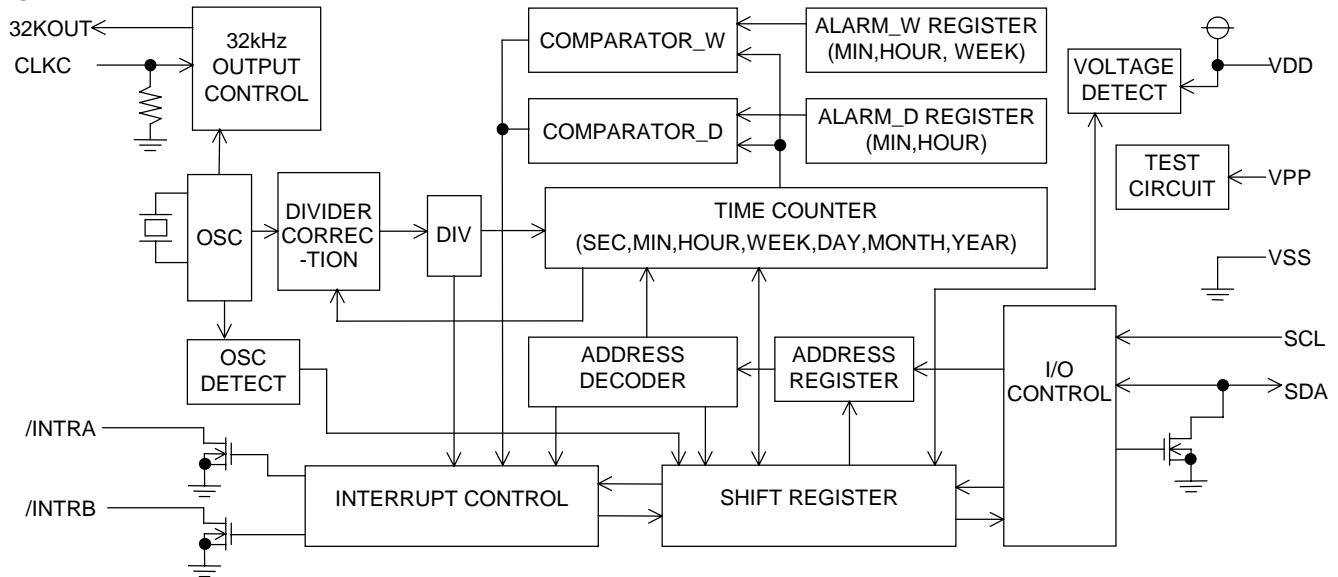 32KOUT
CLKC
32kHz
OUTPUT
CONTROL
COMPARATOR_W
ALARM_W REGISTER
(MIN,HOUR, WEEK)
VOLTAGE
DETECT
VDD
COMPARATOR_D
ALARM_D REGISTER
(MIN,HOUR)
TEST
CIRCUIT
VPP
OSC
DIVIDER
CORREC
-TION
DIV
TIME COUNTER
(SEC,MIN,HOUR,WEEK,DAY,MONTH,YEAR)
VSS
OSC
DETECT
ADDRESS
DECODER
ADDRESS
REGISTER
I/O
CONTROL
SCL
SDA
/INTRA
/INTRB
INTERRUPT CONTROL
SHIFT REGISTER